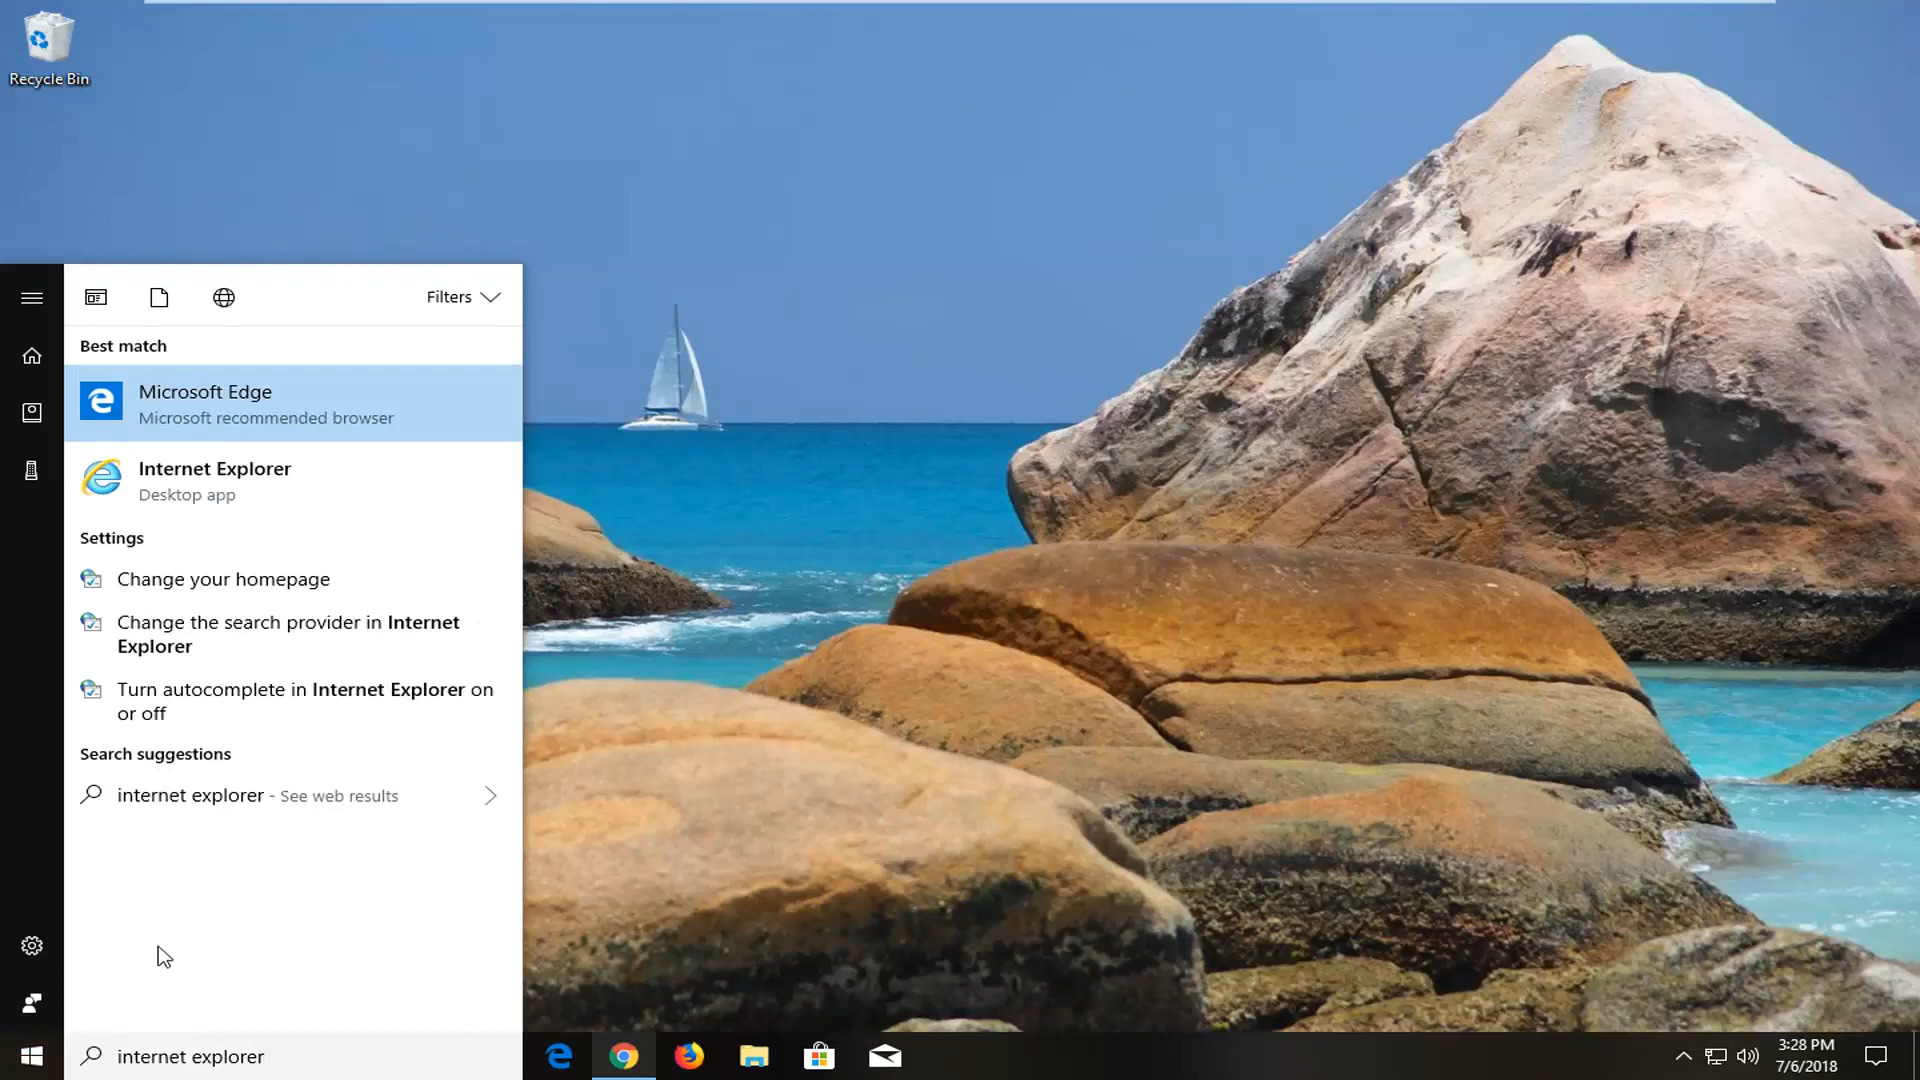 Recycle Bin
Filters
Best match
Microsoft Edge
Microsoft recommended browser
Internet Explorer
Desktop app
Settings
Change your homepage
Change the search provider in Internet
Explorer
Turn autocomplete in Internet Explorer on
or off
Search suggestions
internet explorer - See web results
internet explorer
3:28 PM
7/6/2018